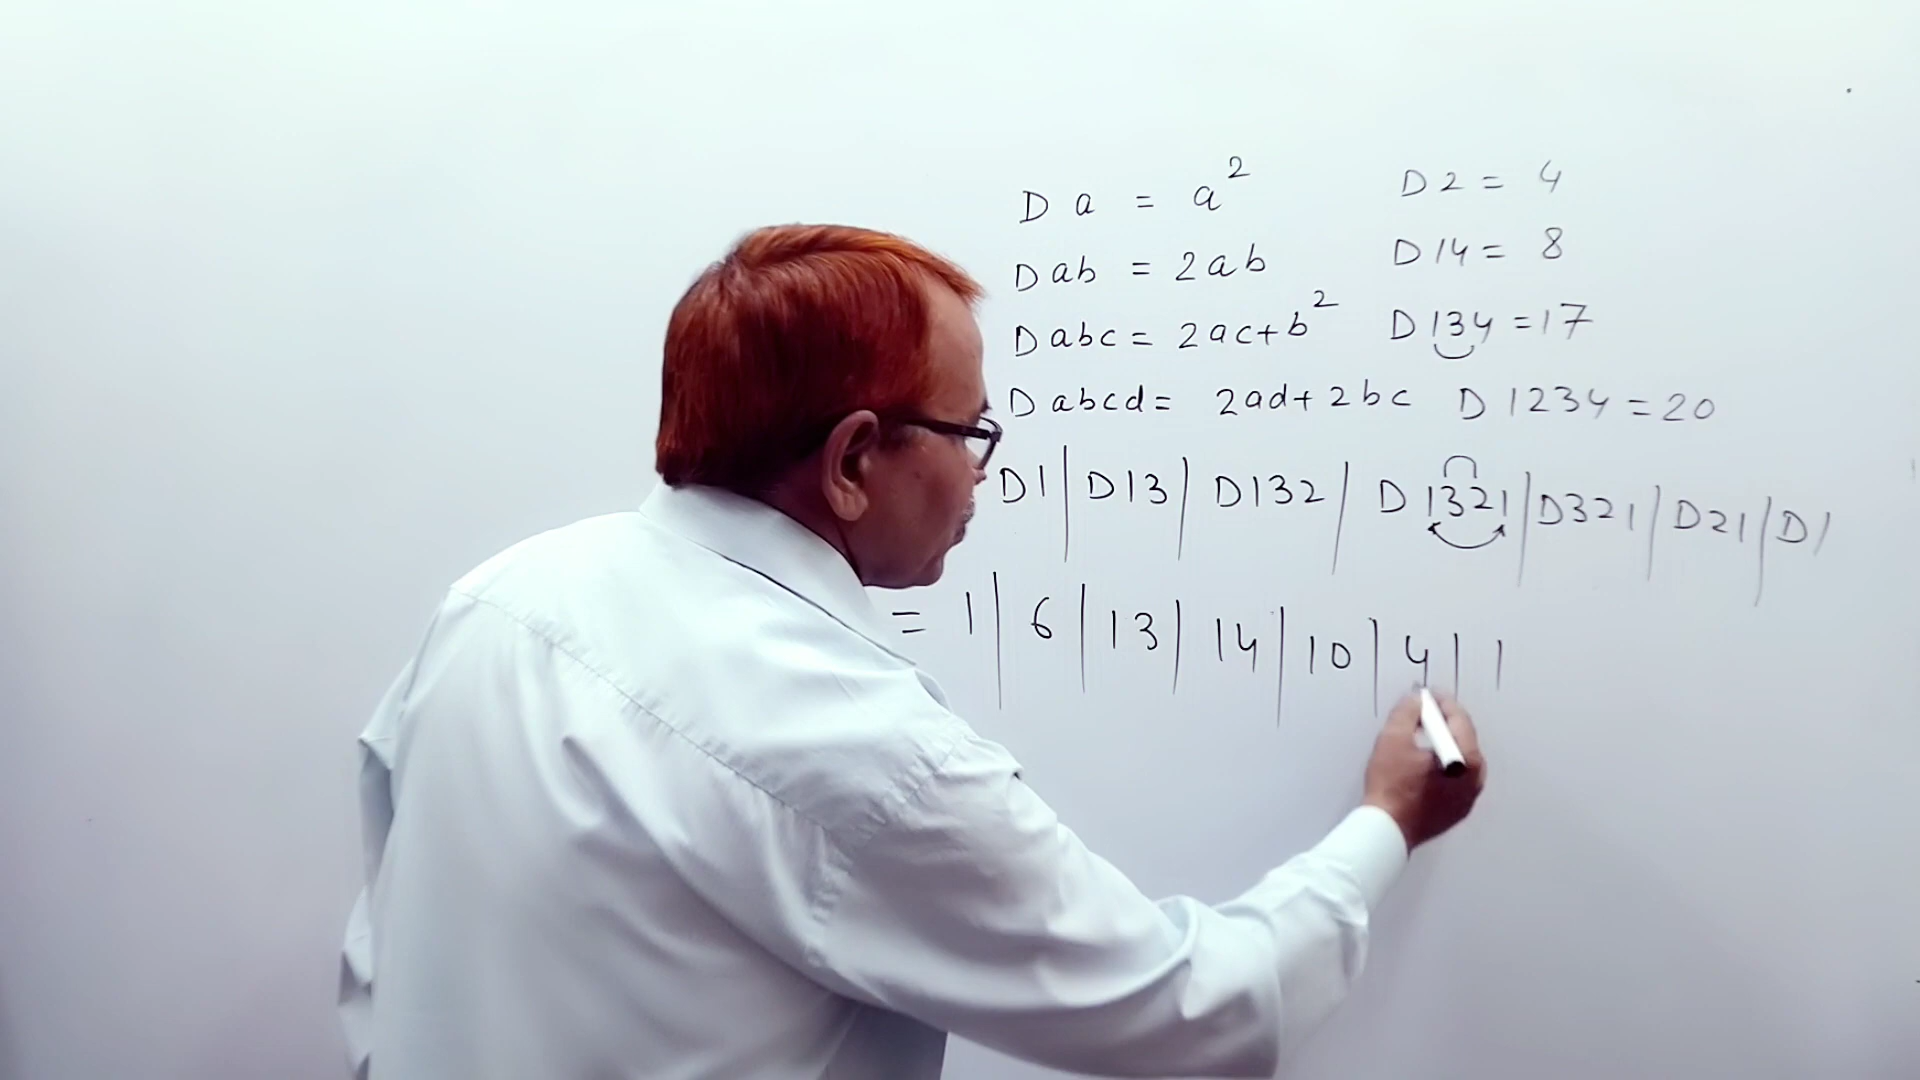 D a = a² D 2 = 4
D ab = 2ab D 14 = 8
D abc = 2ac + b² D 134 = 17
D abcd = 2ad + 2bc D 1234 = 20
D1 | D13 | D132 | D 1321 | D321 | D21 | D1
= 1 | 6 | 13 | 14 | 10 | 4 | 1